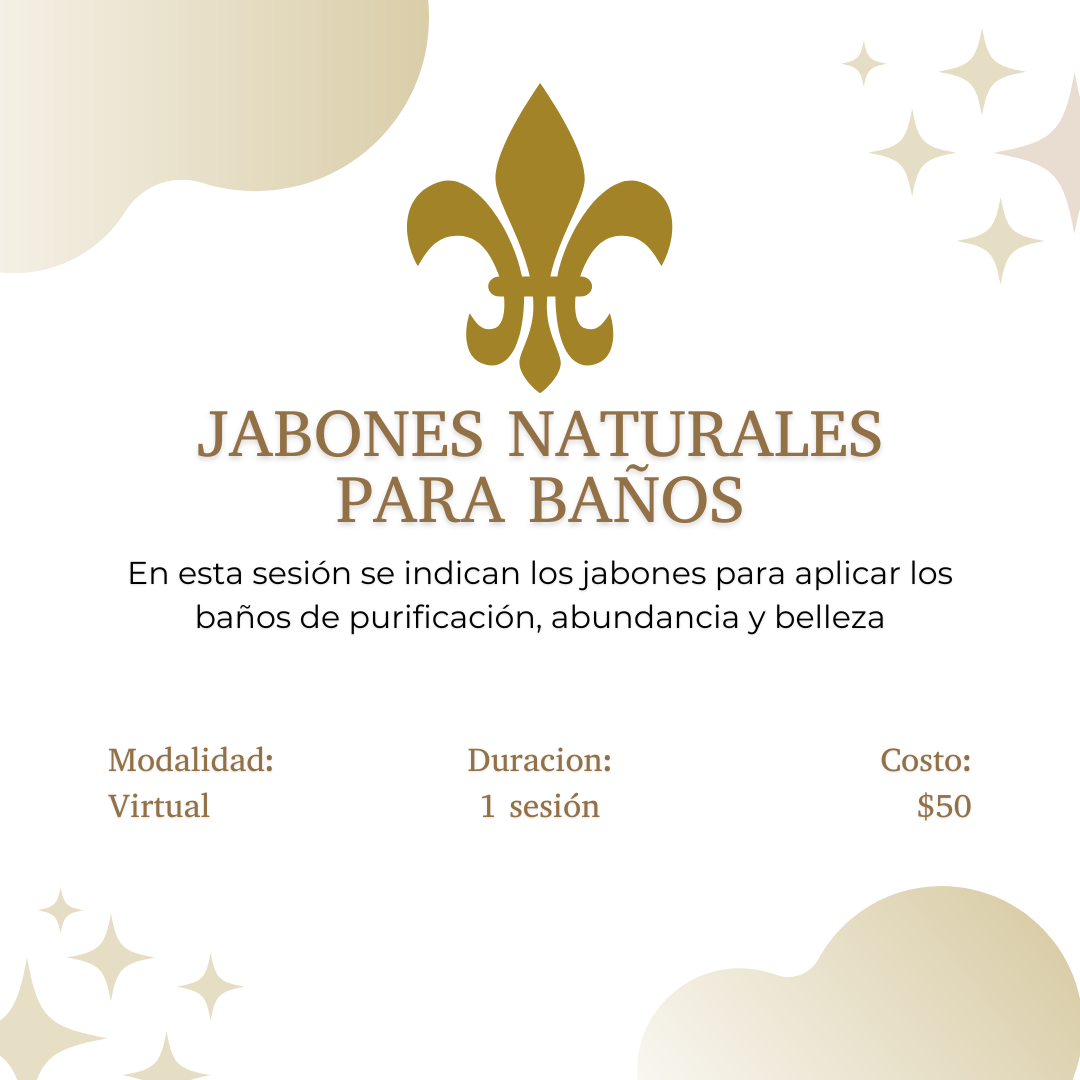 JABONES NATURALES
PARA BAÑOS
En esta sesión se indican los jabones para aplicar los
baños de purificación, abundancia y belleza
Modalidad:
Virtual
Duracion:
1 sesión
Costo:
$50